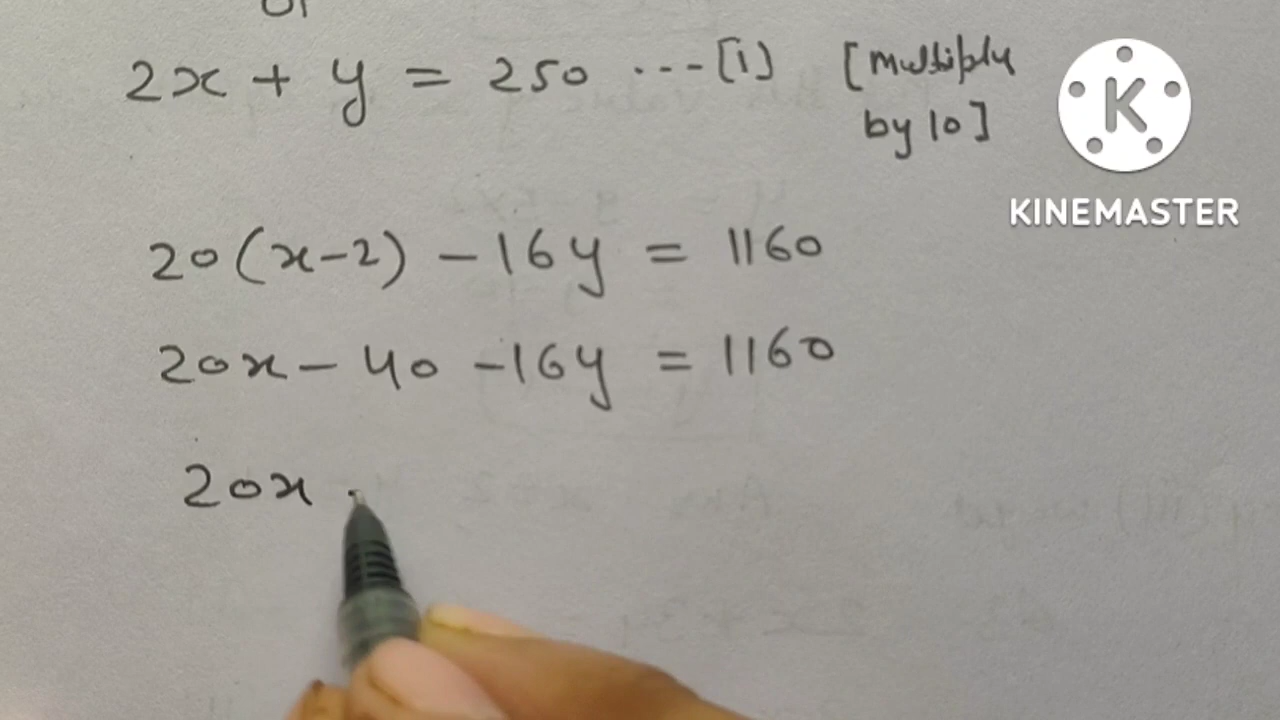 2x + y = 250 ---[1] [multiply
by 10]
KINEMASTER
20(x-2) - 16y = 1160
20x - 40 - 16y = 1160
20x